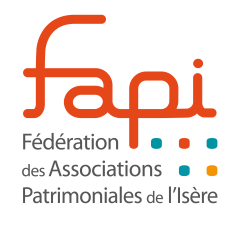 fapi
Fédération
des Associations
Patrimoniales de l'Isère